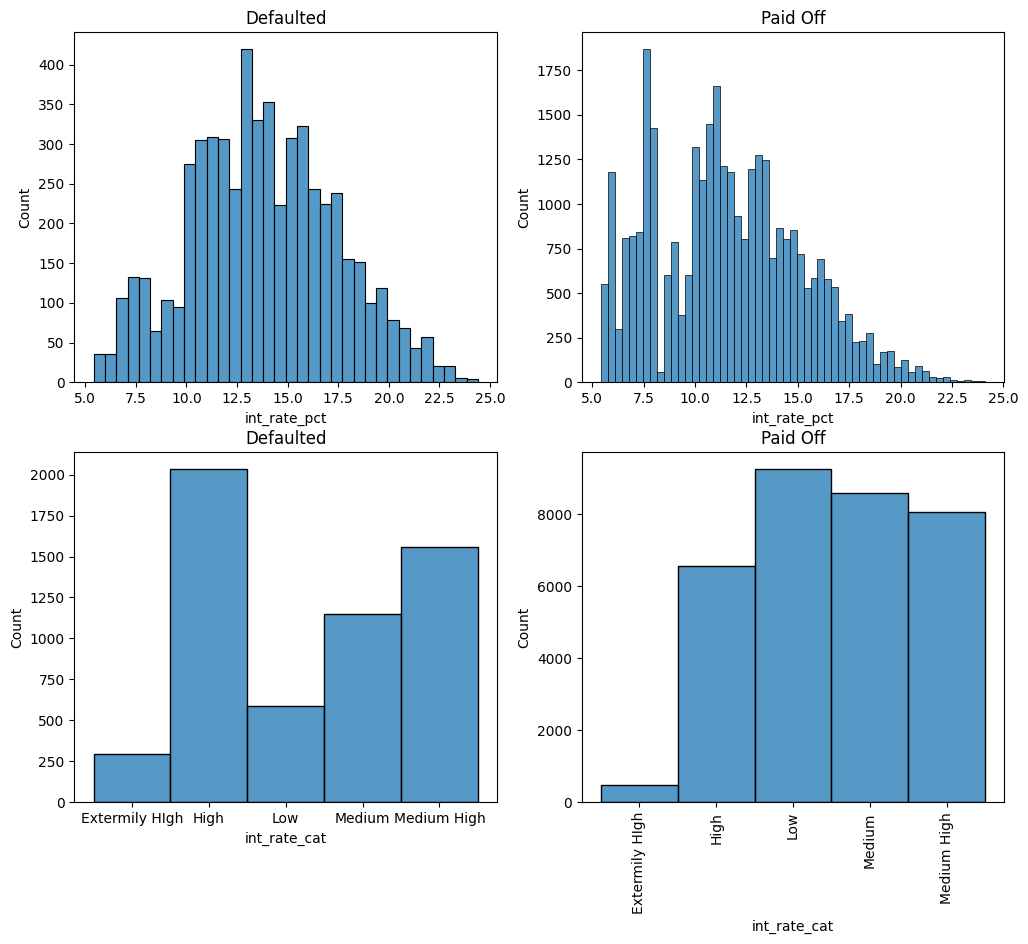 Defaulted
Paid Off
Count
400
350
300
250
200
150
100
50
0
5.0 7.5 10.0 12.5 15.0 17.5 20.0 22.5 25.0
int_rate_pct
Count
1750
1500
1250
1000
750
500
250
0
5.0 7.5 10.0 12.5 15.0 17.5 20.0 22.5 25.0
int_rate_pct
Defaulted
Paid Off
Count
2000
1750
1500
1250
1000
750
500
250
0
Extermily HIgh High Low Medium Medium High
int_rate_cat
Count
8000
6000
4000
2000
0
Extermily HIgh
High
Low
Medium
Medium High
int_rate_cat